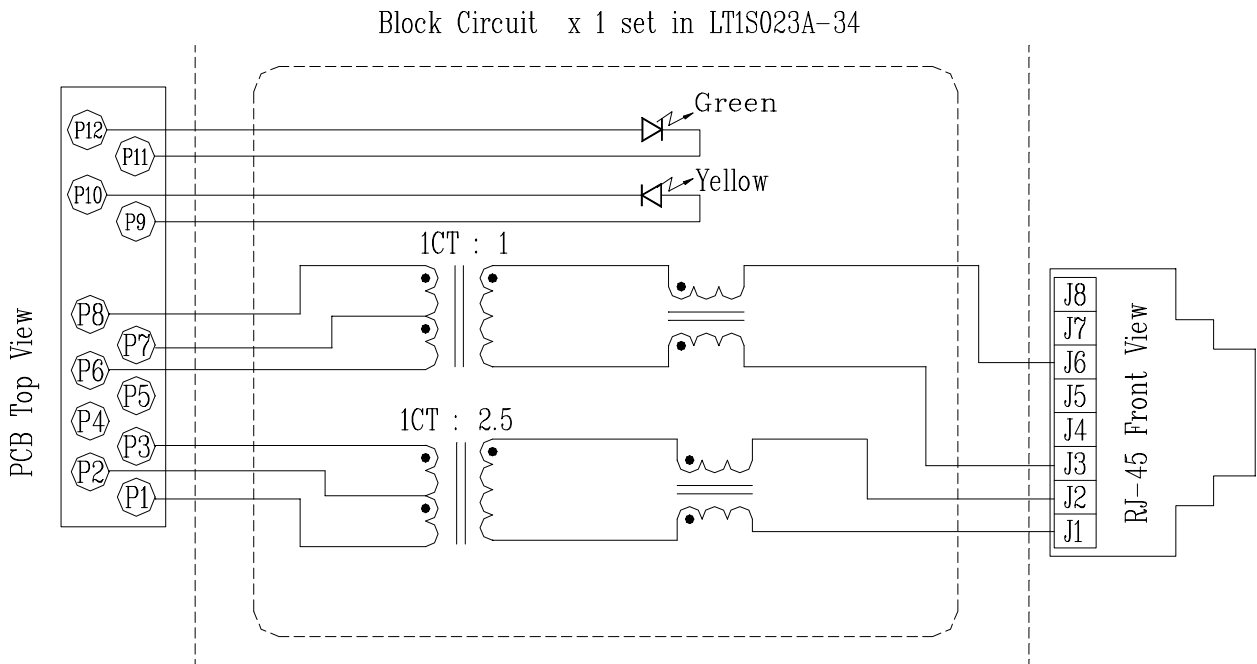 Block Circuit x 1 set in LT1S023A-34
Green
P12
P11
P10
Yellow
P9
1CT : 1
P8
P7
P6
P5
P4
P3
P2
P1
1CT : 2.5
PCB Top View
J8
J7
J6
J5
J4
J3
J2
J1
RJ-45 Front View